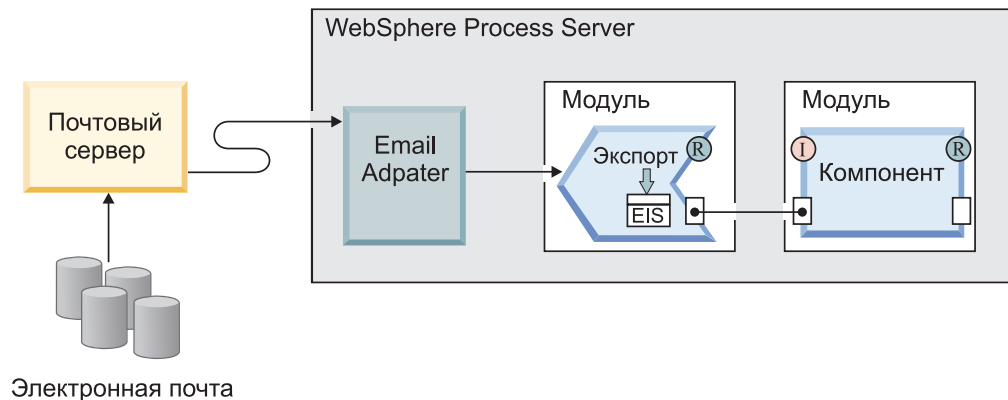 WebSphere Process Server
Почтовый
сервер
Email
Adpater
Модуль
Экспорт
R
EIS
Модуль
I
R
Компонент
Электронная почта